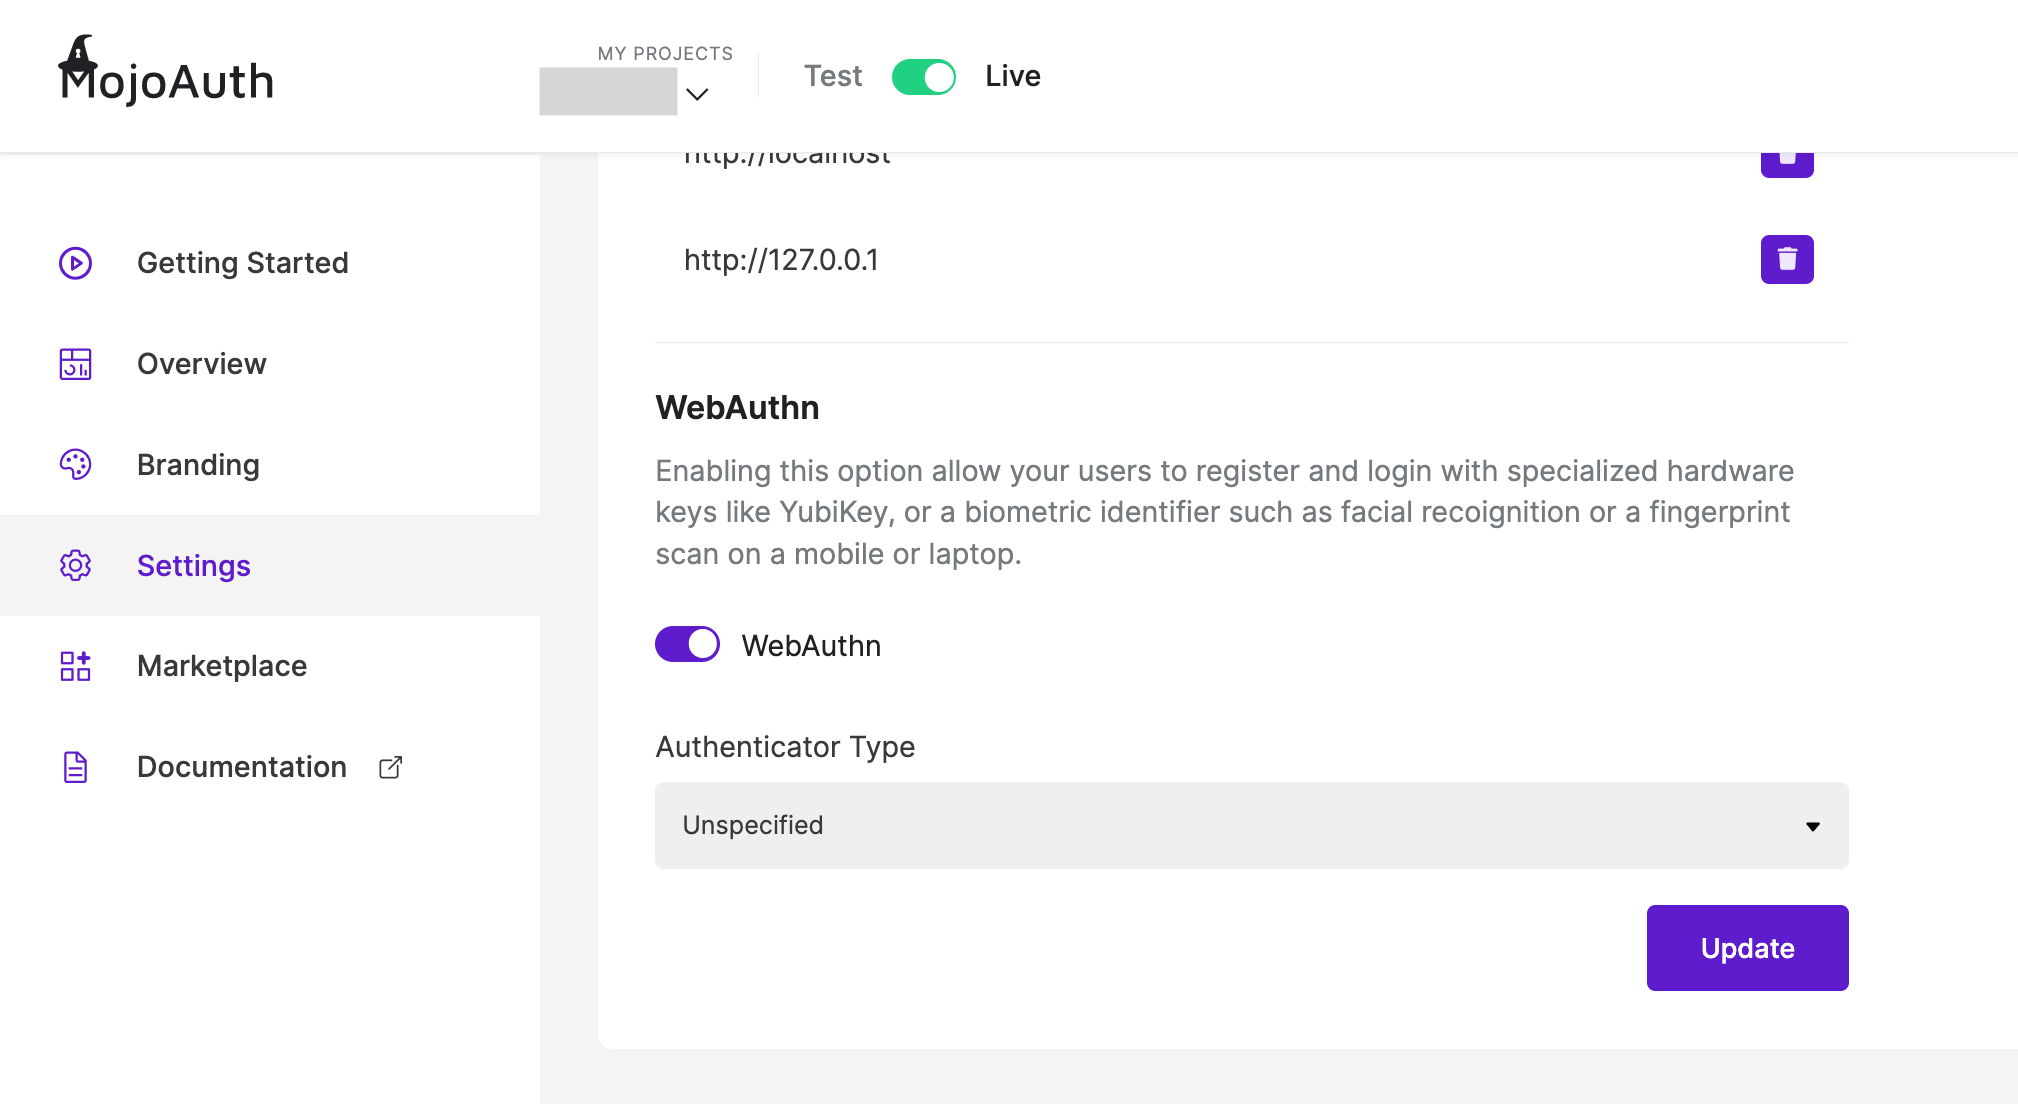 MojoAuth
MY PROJECTS
Test
Live
http://localhost
http://127.0.0.1
Getting Started
Overview
Branding
Settings
Marketplace
Documentation
WebAuthn
Enabling this option allow your users to register and login with specialized hardware
keys like YubiKey, or a biometric identifier such as facial recoignition or a fingerprint
scan on a mobile or laptop.
WebAuthn
Authenticator Type
Unspecified
Update